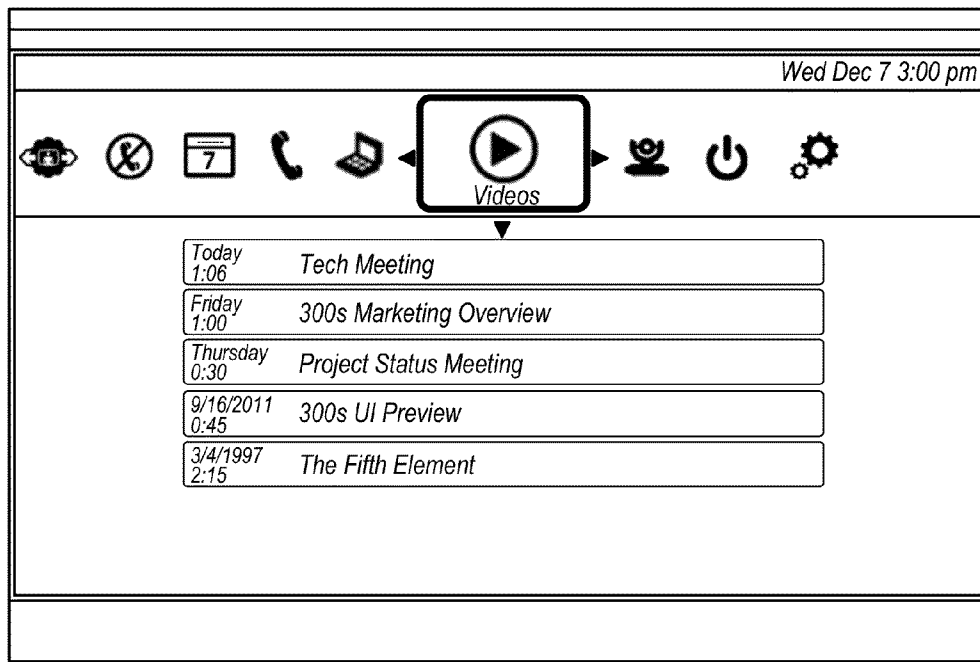 Wed Dec 7 3:00 pm
7
Videos
Today
1:06
Tech Meeting
Friday
1:00
300s Marketing Overview
Thursday
0:30
Project Status Meeting
9/16/2011
0:45
300s UI Preview
3/4/1997
2:15
The Fifth Element